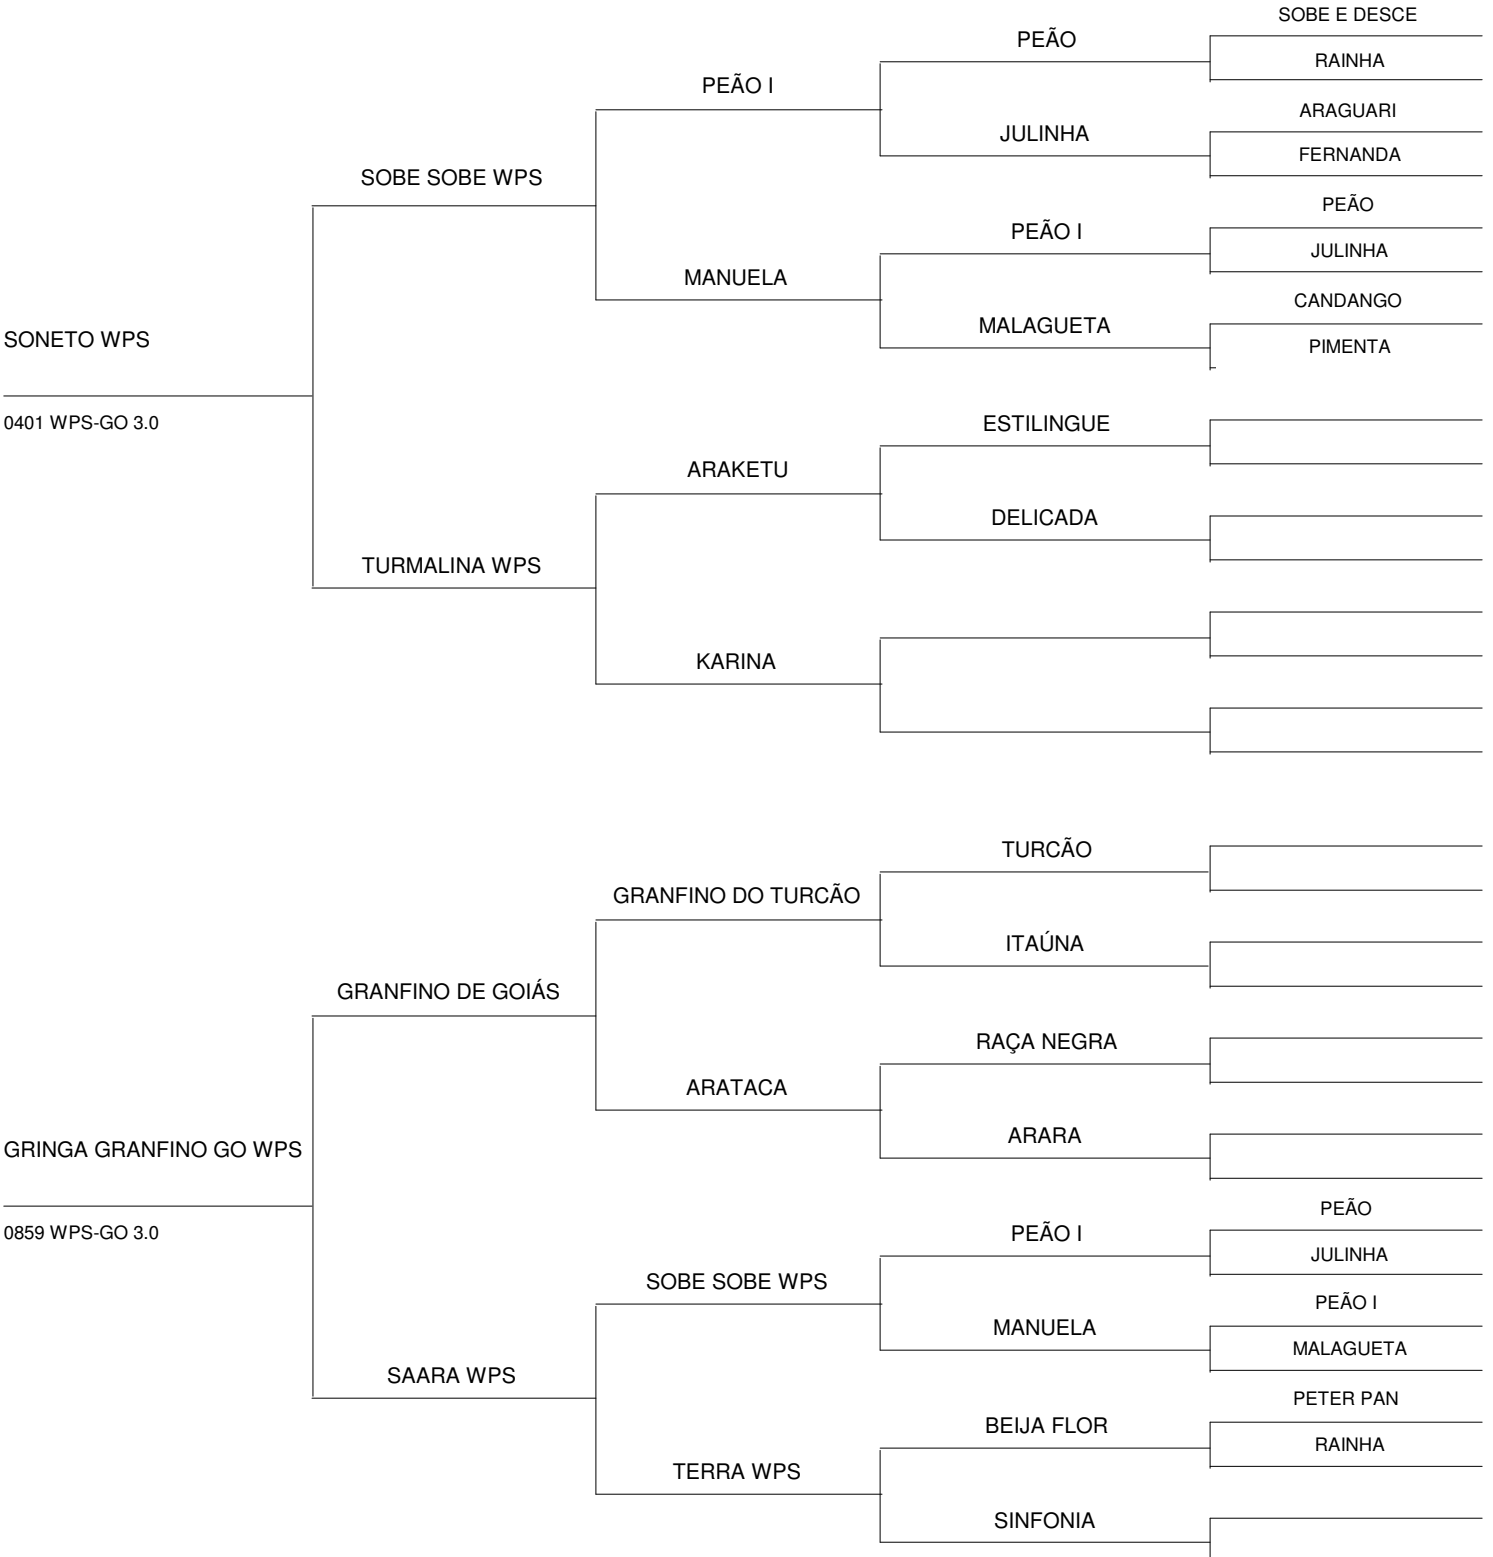 SOBE E DESCE
PEÃO
RAINHA
PEÃO I
ARAGUARI
JULINHA
FERNANDA
SOBE SOBE WPS
PEÃO
PEÃO I
JULINHA
MANUELA
CANDANGO
MALAGUETA
PIMENTA
SONETO WPS
0401 WPS-GO 3.0
ESTILINGUE
ARAKETU
DELICADA
TURMALINA WPS
KARINA
TURCÃO
GRANFINO DO TURCÃO
ITAÚNA
GRANFINO DE GOIÁS
RAÇA NEGRA
ARATACA
ARARA
GRINGA GRANFINO GO WPS
0859 WPS-GO 3.0
PEÃO
PEÃO I
JULINHA
SOBE SOBE WPS
PEÃO I
MANUELA
MALAGUETA
SAARA WPS
PETER PAN
BEIJA FLOR
RAINHA
TERRA WPS
SINFONIA